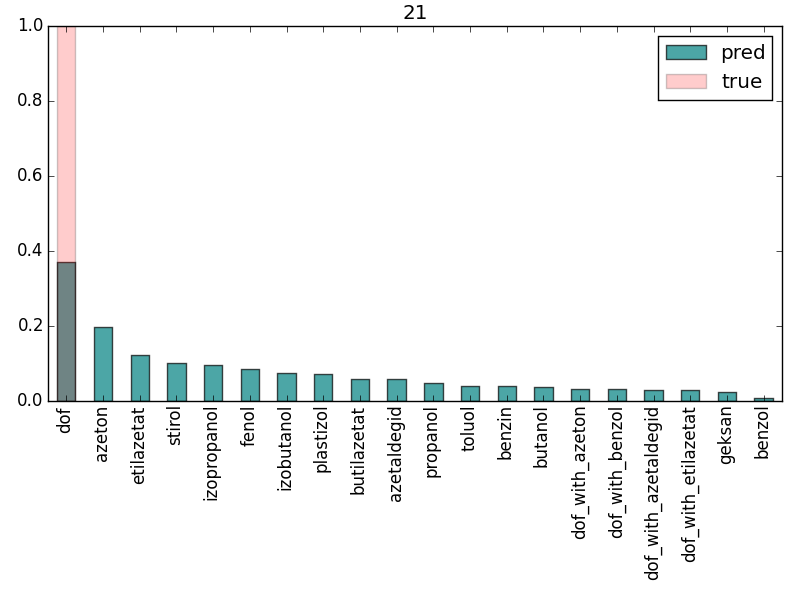 21
1.0
0.8
0.6
0.4
0.2
0.0
pred
true
dof
azeton
etilazetat
stirol
izopropanol
fenol
izobutanol
plastizol
butilazetat
azetaldegid
propanol
toluol
benzin
butanol
dof_with_azeton
dof_with_benzol
dof_with_azetaldegid
dof_with_etilazetat
geksan
benzol